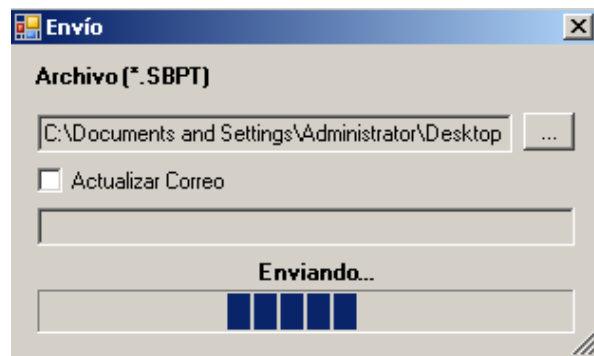 Envío
Archivo (*.SBPT)
C:\Documents and Settings\Administrator\Desktop
...
Actualizar Correo
Enviando...